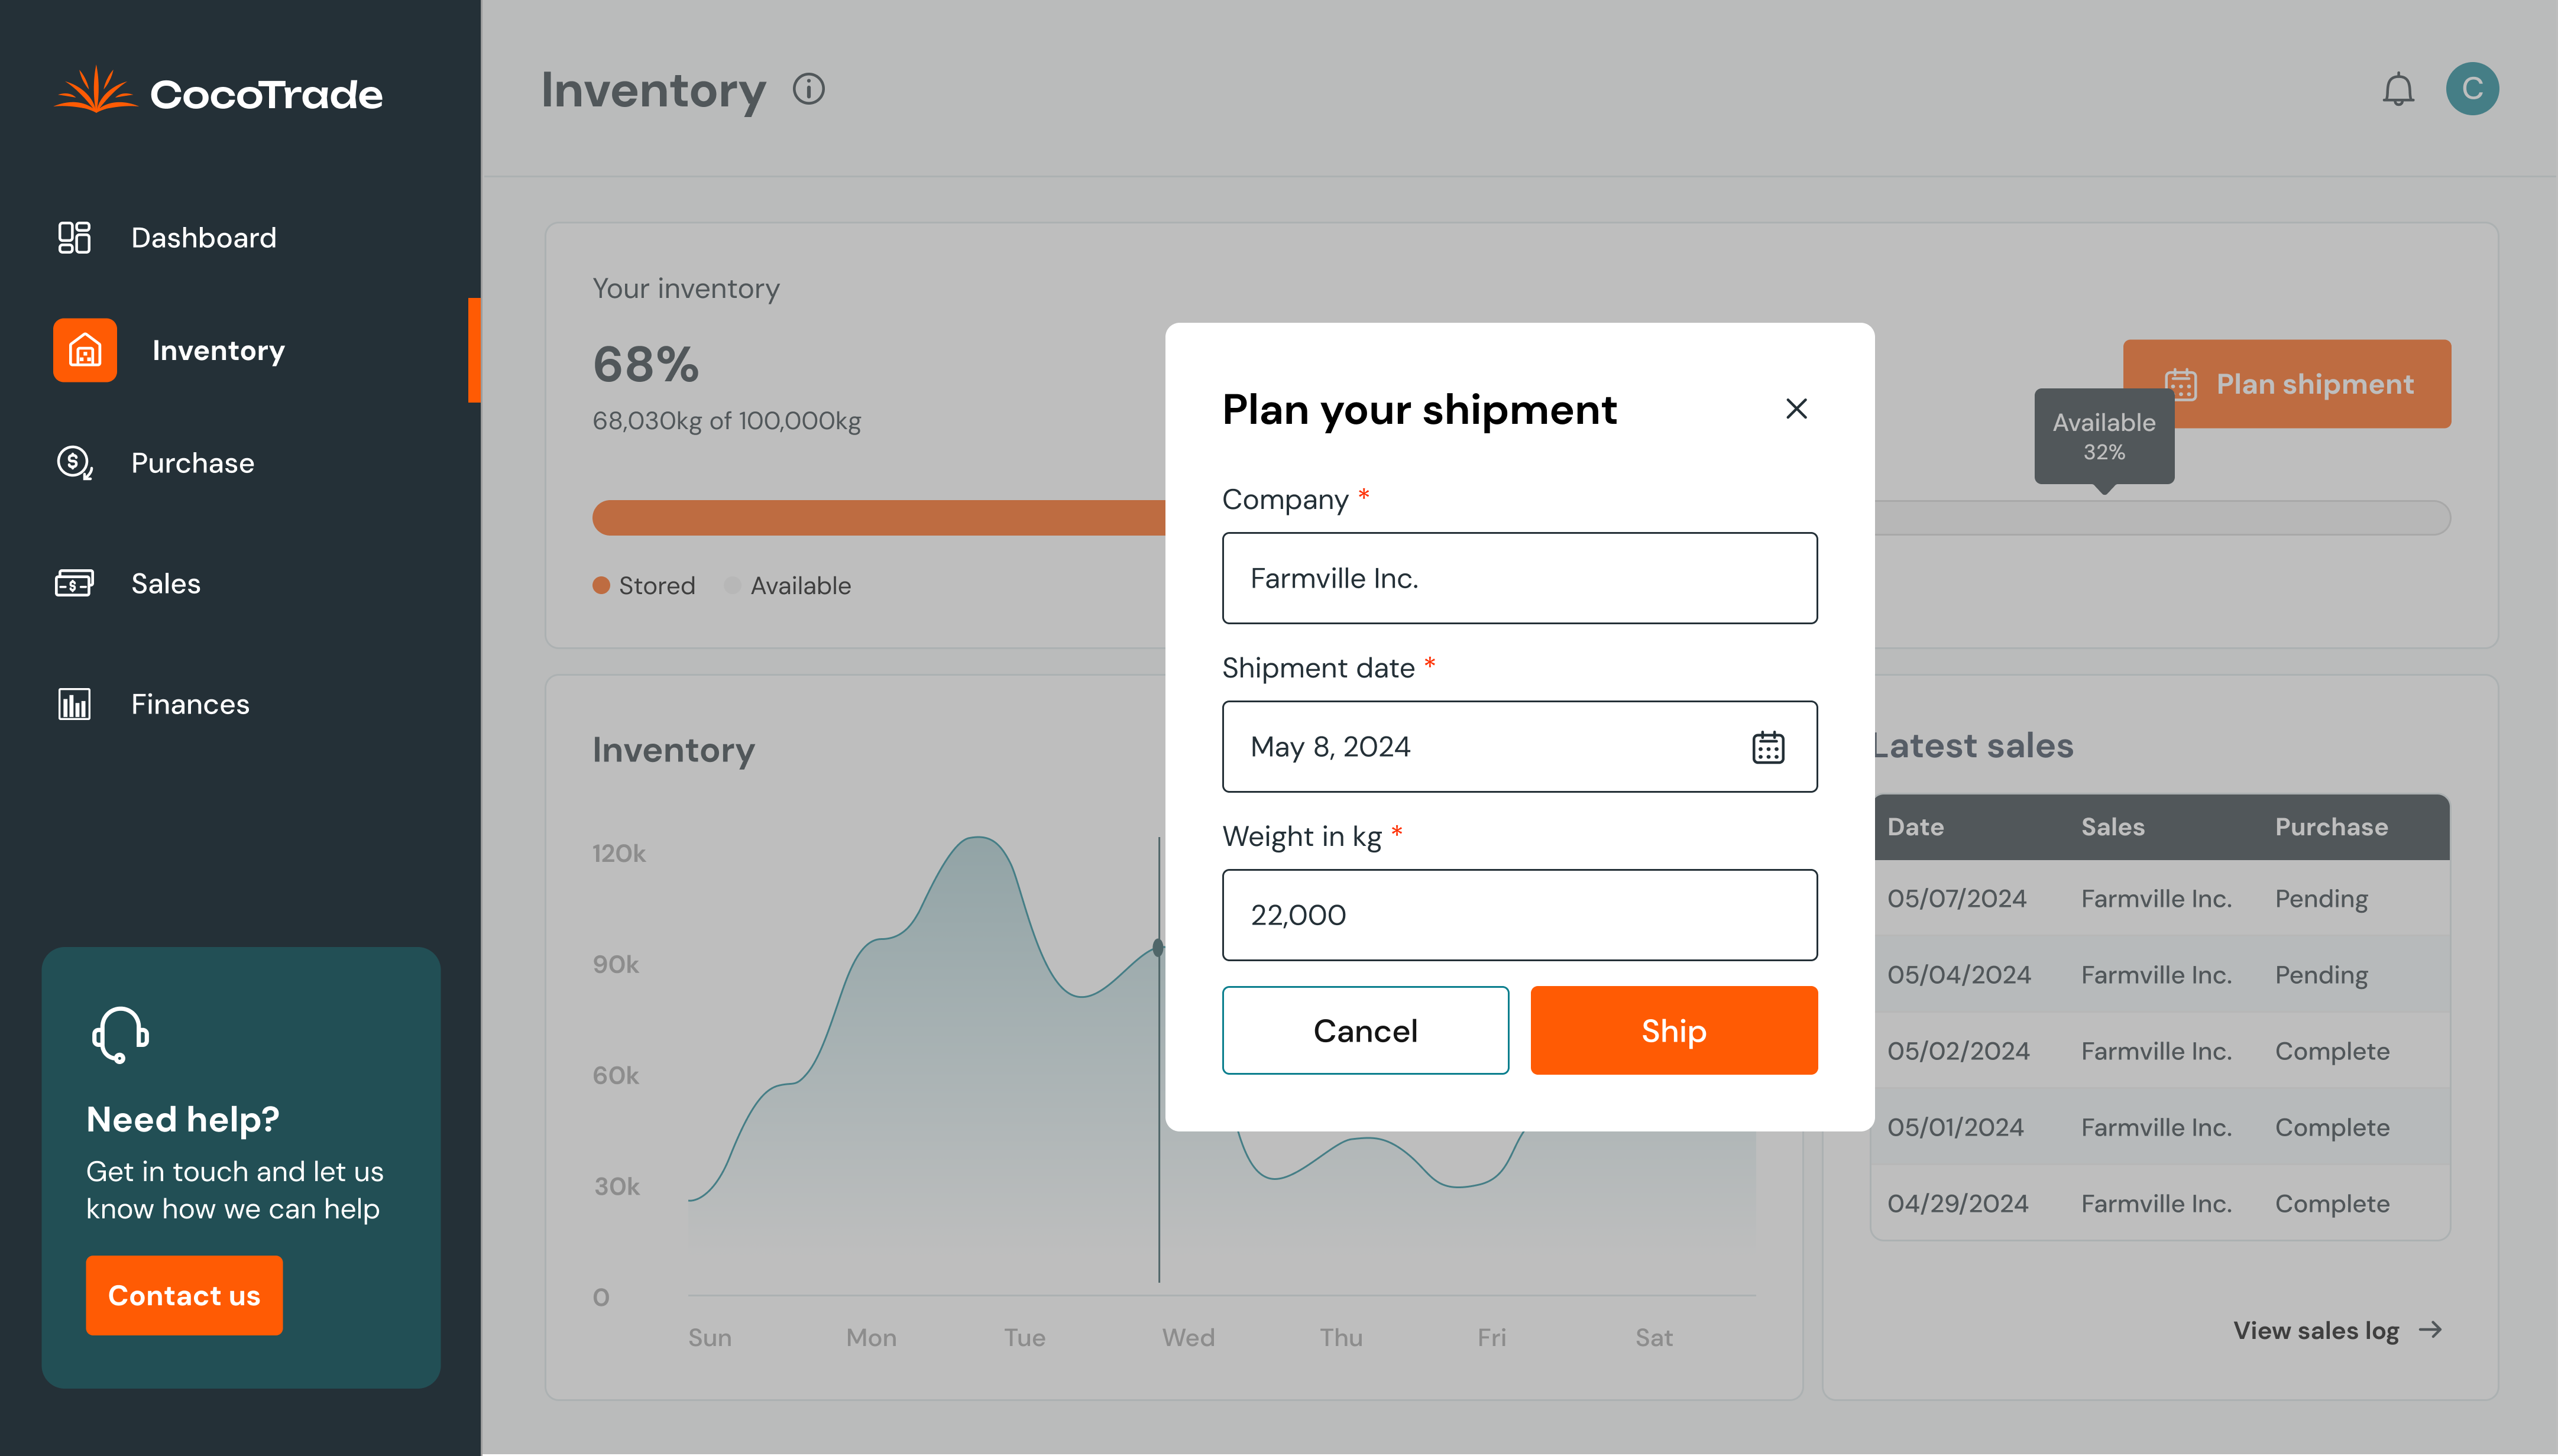 CocoTrade
Dashboard
Inventory
Purchase
Sales
Finances
Need help?
Get in touch and let us
know how we can help
Contact us
Inventory
C
Your inventory
68%
68,030kg of 100,000kg
Plan shipment
Available
32%
Stored
Available
Plan your shipment
Company *
Farmville Inc.
Shipment date *
May 8, 2024
Weight in kg *
22,000
Cancel
Ship
Inventory
120k
90k
60k
30k
0
Sun Mon Tue Wed Thu Fri Sat
Latest sales
Date Sales Purchase
05/07/2024 Farmville Inc. Pending
05/04/2024 Farmville Inc. Pending
05/02/2024 Farmville Inc. Complete
05/01/2024 Farmville Inc. Complete
04/29/2024 Farmville Inc. Complete
View sales log